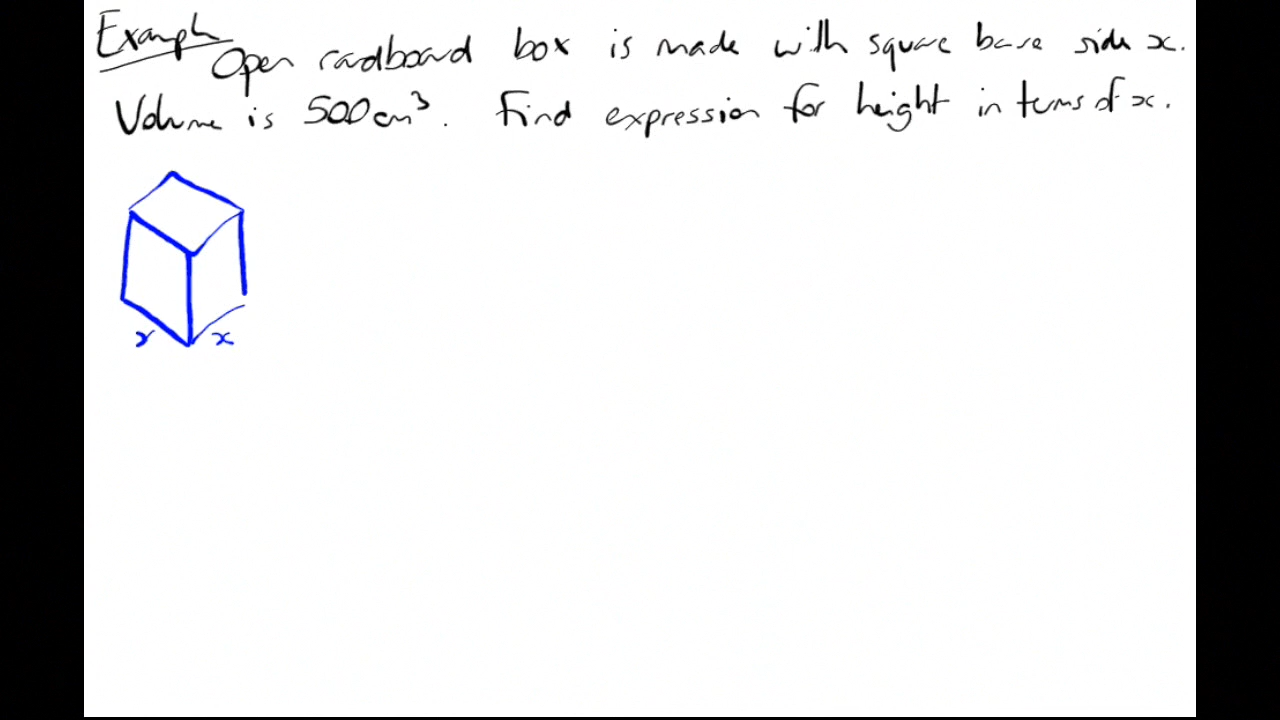 Example
Open cardboard box is made with square base side x.
Volume is 500cm³. Find expression for height in terms of x.
x x